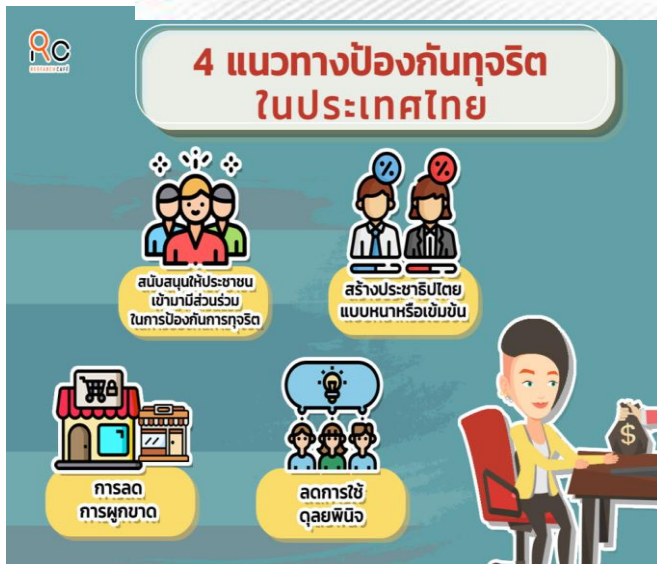 RC
RESEARCH CAFE
4 แนวทางป้องกันทุจริต
ในประเทศไทย
สนับสนุนให้ประชาชน
เข้ามามีส่วนร่วม
ในการป้องกันการทุจริต
% %
สร้างประชาธิปไตย
แบบหนาหรือเข้มข้น
การลด
การผูกขาด
ลดการใช้
ดุลยพินิจ
$